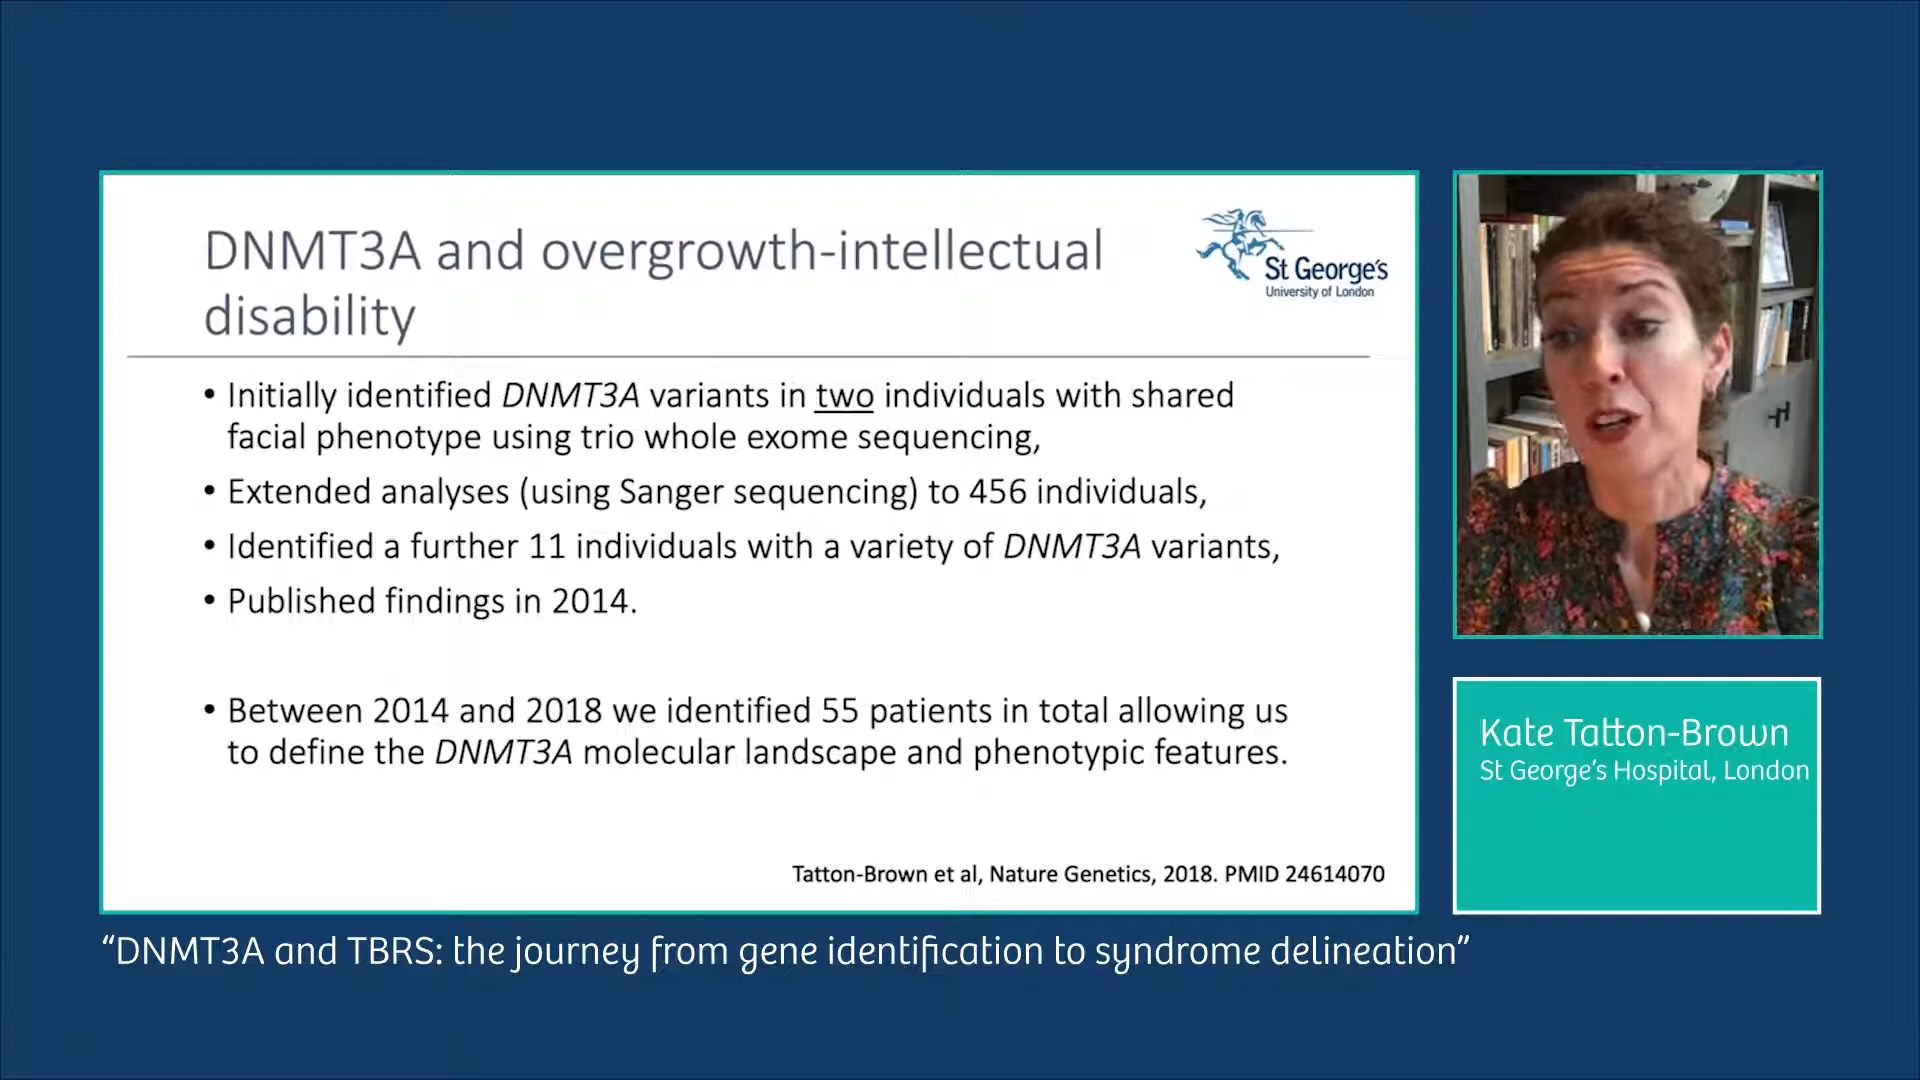 DNMT3A and overgrowth-intellectual
disability
St George's
University of London
• Initially identified DNMT3A variants in two individuals with shared
facial phenotype using trio whole exome sequencing,
• Extended analyses (using Sanger sequencing) to 456 individuals,
• Identified a further 11 individuals with a variety of DNMT3A variants,
• Published findings in 2014.
• Between 2014 and 2018 we identified 55 patients in total allowing us
to define the DNMT3A molecular landscape and phenotypic features.
Tatton-Brown et al, Nature Genetics, 2018. PMID 24614070
Kate Tatton-Brown
St George's Hospital, London
“DNMT3A and TBRS: the journey from gene identification to syndrome delineation”